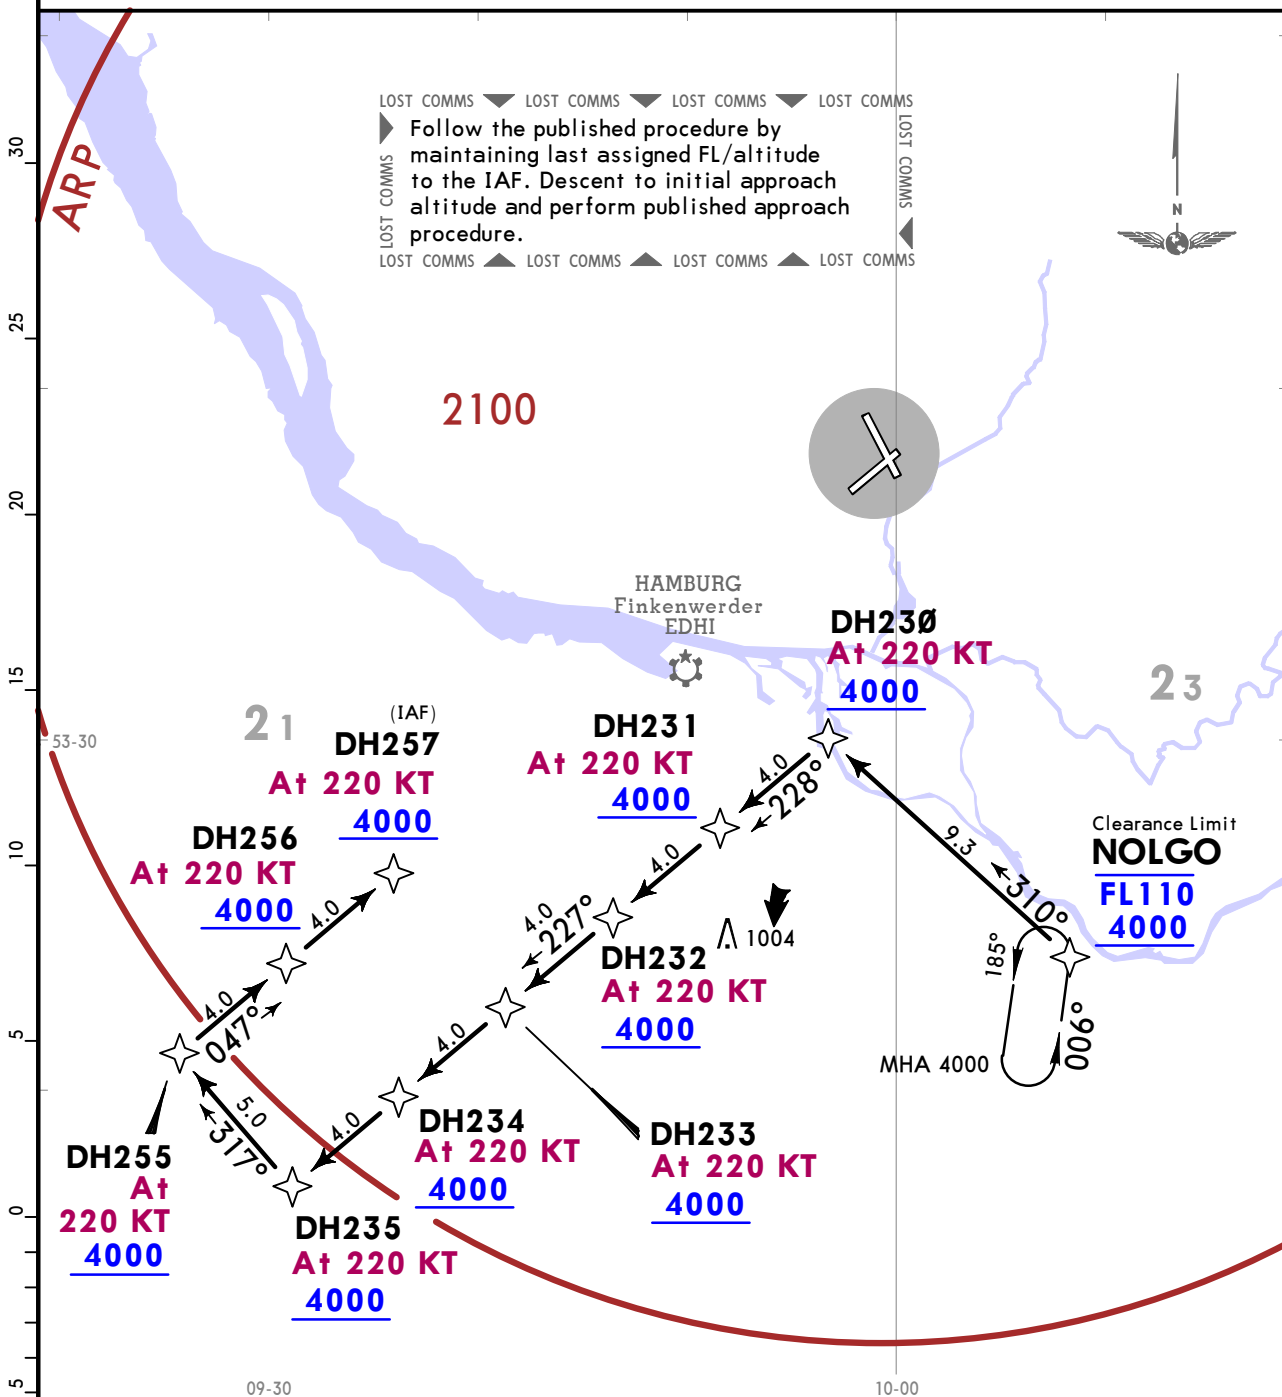 LOST COMMS LOST COMMS LOST COMMS LOST COMMS
LOST COMMS
LOST COMMS
Follow the published procedure by
maintaining last assigned FL/altitude
to the IAF. Descent to initial approach
altitude and perform published approach
procedure.
LOST COMMS LOST COMMS LOST COMMS LOST COMMS
N
ARP
30
25
20
15
10
5
0
5
2100
HAMBURG
Finkenwerder
EDHI
DH230
At 220 KT
4000
23
21
53-30
(IAF)
DH257
At 220 KT
4000
DH231
At 220 KT
4000
4.0
228°
DH256
At 220 KT
4000
4.0
4.0
9.3
310°
Clearance Limit
NOLGO
FL110
4000
185°
006°
MHA 4000
1004
4.0
227°
DH232
At 220 KT
4000
4.0
047°
4.0
5.0
317°
4.0
DH255
At
220 KT
4000
DH234
At 220 KT
4000
DH233
At 220 KT
4000
DH235
At 220 KT
4000
09-30
10-00